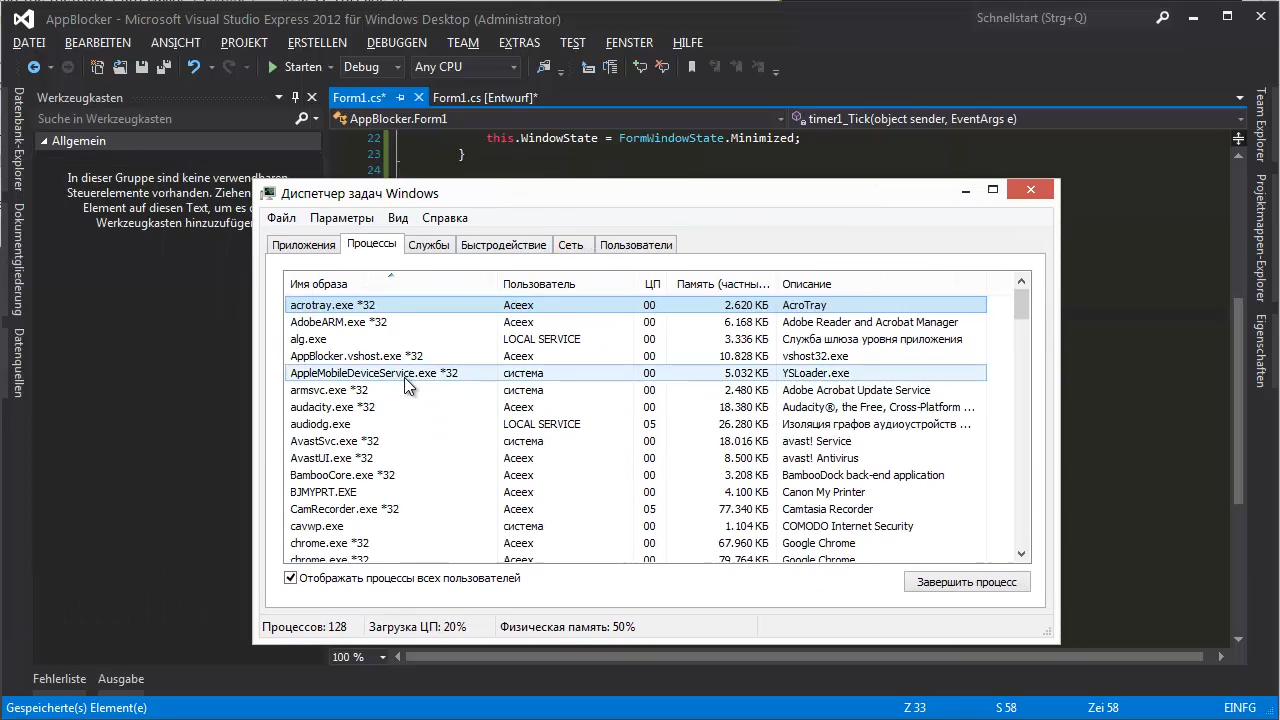 AppBlocker - Microsoft Visual Studio Express 2012 für Windows Desktop (Administrator)
Schnellstart (Strg+Q)
DATEI BEARBEITEN ANSICHT PROJEKT ERSTELLEN DEBUGGEN TEAM EXTRAS TEST FENSTER HILFE
Starten Debug Any CPU
Datenbank-Explorer
Dokumentgliederung
Datenquellen
Werkzeugkasten
Suche in Werkzeugkasten
Allgemein
In dieser Gruppe sind keine verwendbaren
Steuerelemente vorhanden. Ziehen
Element auf diesen Text, um es d
Werkzeugkasten hinzuzufüger
Form1.cs* Form1.cs [Entwurf]*
AppBlocker.Form1 timer1_Tick(object sender, EventArgs e)
22 this.WindowState = FormWindowState.Minimized;
23 }
24
Диспетчер задач Windows
Файл Параметры Вид Справка
Приложения Процессы Службы Быстродействие Сеть Пользователи
Имя образа Пользователь ЦП Память (частны... Описание
acrotray.exe *32 Aceex 00 2.620 КБ AcroTray
AdobeARM.exe *32 Aceex 00 6.168 КБ Adobe Reader and Acrobat Manager
alg.exe LOCAL SERVICE 00 3.336 КБ Служба шлюза уровня приложения
AppBlocker.vshost.exe *32 Aceex 00 10.828 КБ vshost32.exe
AppleMobileDeviceService.exe *32 система 00 5.032 КБ YSLoader.exe
armsvc.exe *32 система 00 2.480 КБ Adobe Acrobat Update Service
audacity.exe *32 Aceex 00 18.380 КБ Audacity®, the Free, Cross-Platform ...
audiodg.exe LOCAL SERVICE 05 26.280 КБ Изоляция графов аудиоустройств ...
AvastSvc.exe *32 система 00 18.016 КБ avast! Service
AvastUI.exe *32 Aceex 00 8.500 КБ avast! Antivirus
BambooCore.exe *32 Aceex 00 3.208 КБ BambooDock back-end application
BJMYPRT.EXE Aceex 00 4.100 КБ Canon My Printer
CamRecorder.exe *32 Aceex 05 77.340 КБ Camtasia Recorder
cavwp.exe система 00 1.104 КБ COMODO Internet Security
chrome.exe *32 Aceex 00 67.960 КБ Google Chrome
chrome.exe *32 Aceex 00 79.764 КБ Google Chrome
Отображать процессы всех пользователей
Завершить процесс
Процессов: 128 Загрузка ЦП: 20% Физическая память: 50%
Team Explorer
Projektmappen-Explorer
Eigenschaften
100 %
Fehlerliste Ausgabe
Gespeicherte(s) Element(e) Z 33 S 58 Zei 58 EINFG